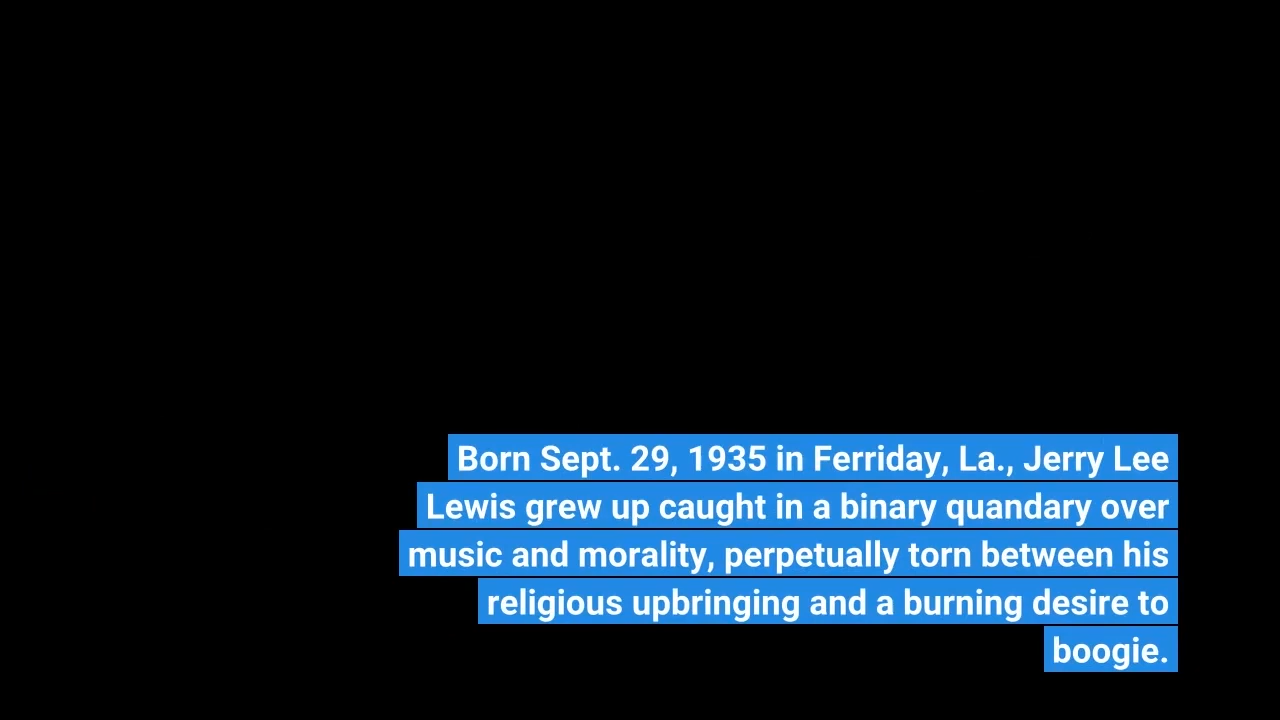 Born Sept. 29, 1935 in Ferriday, La., Jerry Lee
Lewis grew up caught in a binary quandary over
music and morality, perpetually torn between his
religious upbringing and a burning desire to
boogie.